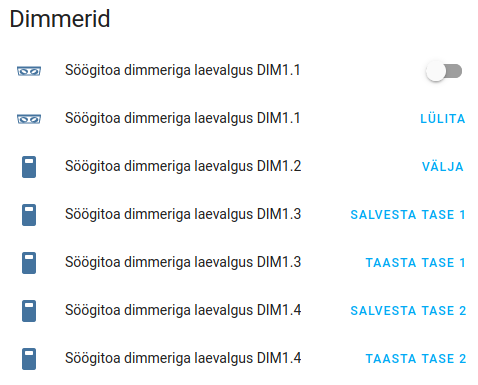 Dimmerid
Söögitoa dimmeriga laevalgus DIM1.1
Söögitoa dimmeriga laevalgus DIM1.1 LÜLITA
Söögitoa dimmeriga laevalgus DIM1.2 VÄLJA
Söögitoa dimmeriga laevalgus DIM1.3 SALVESTA TASE 1
Söögitoa dimmeriga laevalgus DIM1.3 TAASTA TASE 1
Söögitoa dimmeriga laevalgus DIM1.4 SALVESTA TASE 2
Söögitoa dimmeriga laevalgus DIM1.4 TAASTA TASE 2